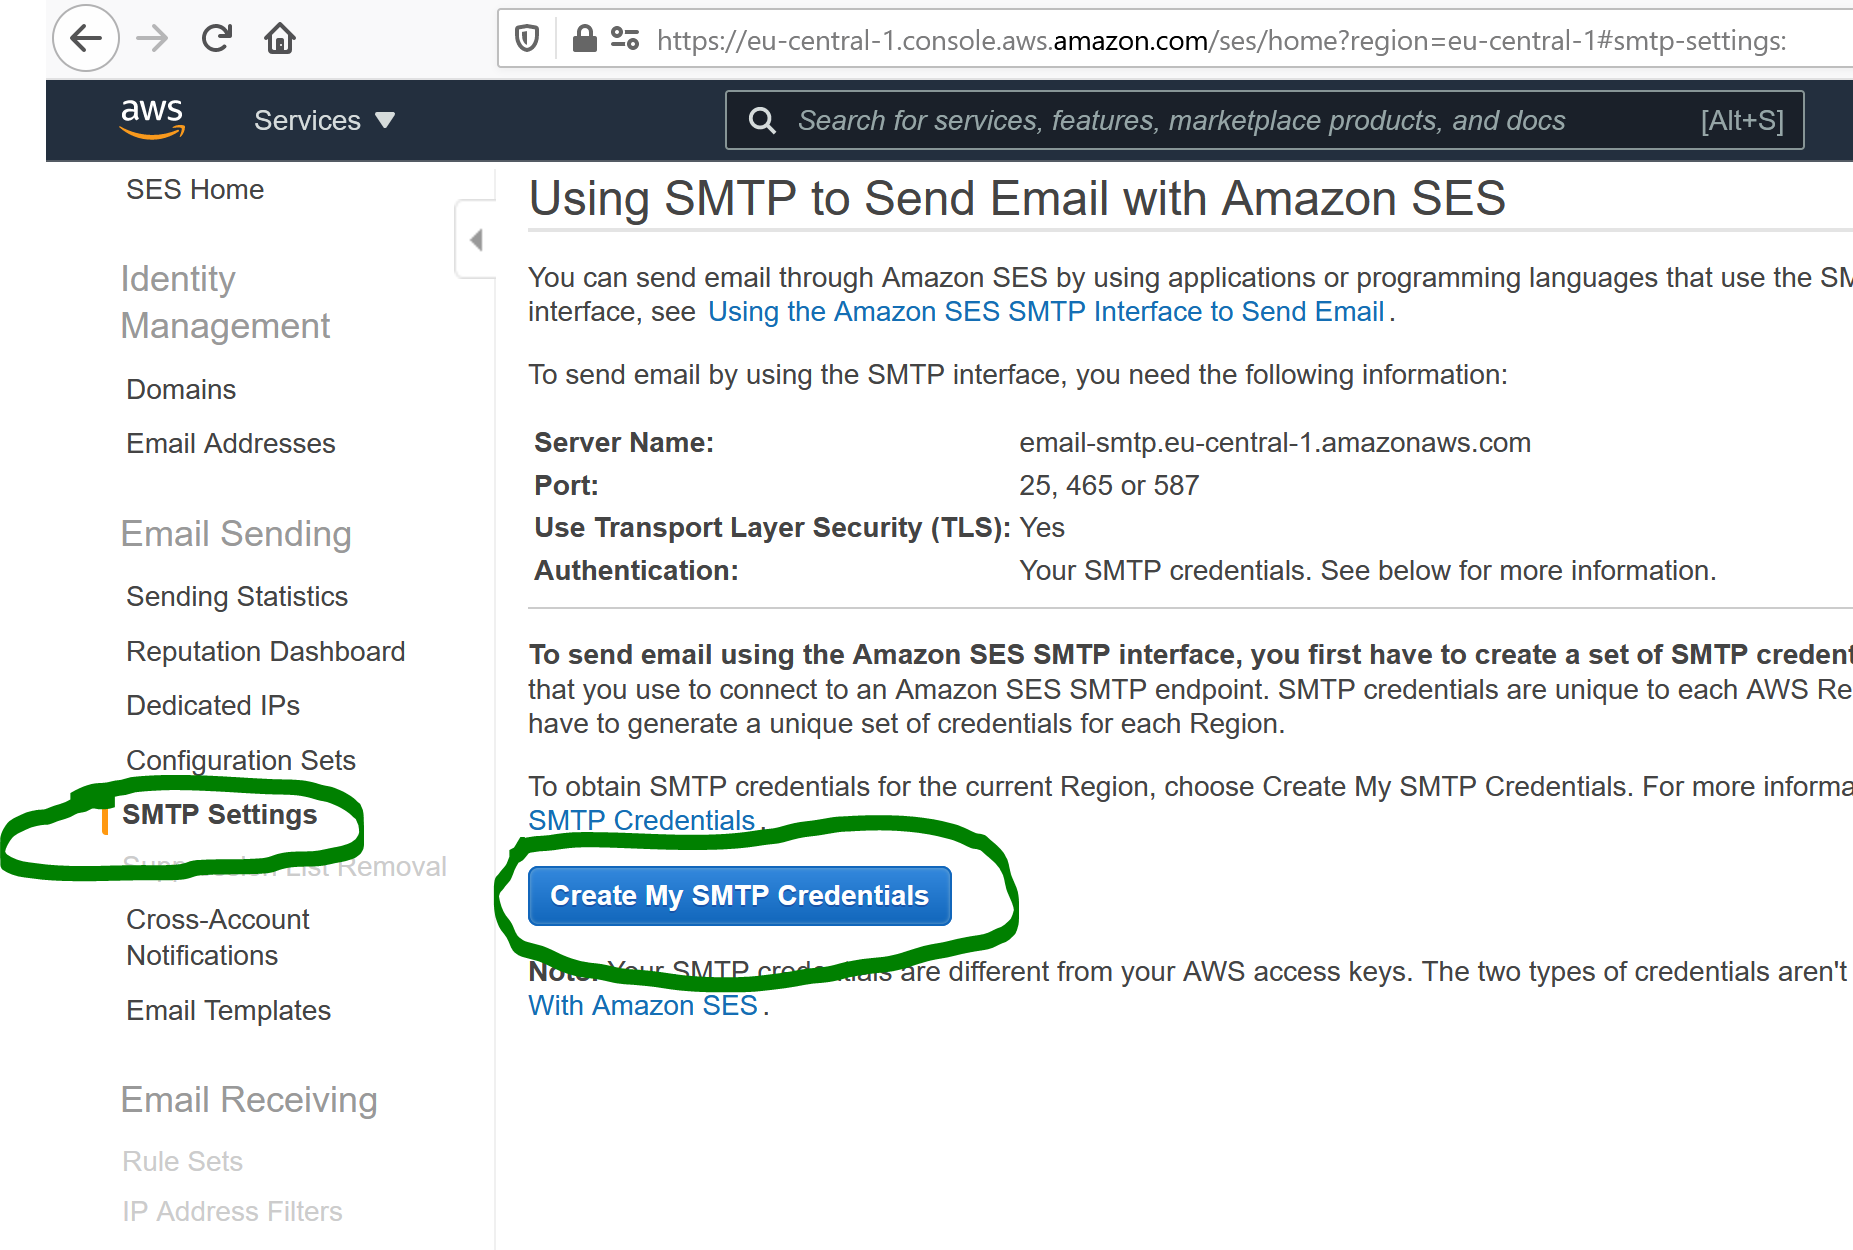 https://eu-central-1.console.aws.amazon.com/ses/home?region=eu-central-1#smtp-settings:
aws
Services
Search for services, features, marketplace products, and docs
[Alt+S]
SES Home
Identity
Management
Domains
Email Addresses
Email Sending
Sending Statistics
Reputation Dashboard
Dedicated IPs
Configuration Sets
SMTP Settings
Suppression List Removal
Cross-Account
Notifications
Email Templates
Email Receiving
Rule Sets
IP Address Filters
Using SMTP to Send Email with Amazon SES
You can send email through Amazon SES by using applications or programming languages that use the SM
interface, see Using the Amazon SES SMTP Interface to Send Email.
To send email by using the SMTP interface, you need the following information:
Server Name: email-smtp.eu-central-1.amazonaws.com
Port: 25, 465 or 587
Use Transport Layer Security (TLS): Yes
Authentication: Your SMTP credentials. See below for more information.
To send email using the Amazon SES SMTP interface, you first have to create a set of SMTP credent
that you use to connect to an Amazon SES SMTP endpoint. SMTP credentials are unique to each AWS Re
have to generate a unique set of credentials for each Region.
To obtain SMTP credentials for the current Region, choose Create My SMTP Credentials. For more informa
SMTP Credentials.
Create My SMTP Credentials
Note: Your SMTP credentials are different from your AWS access keys. The two types of credentials aren't
With Amazon SES.